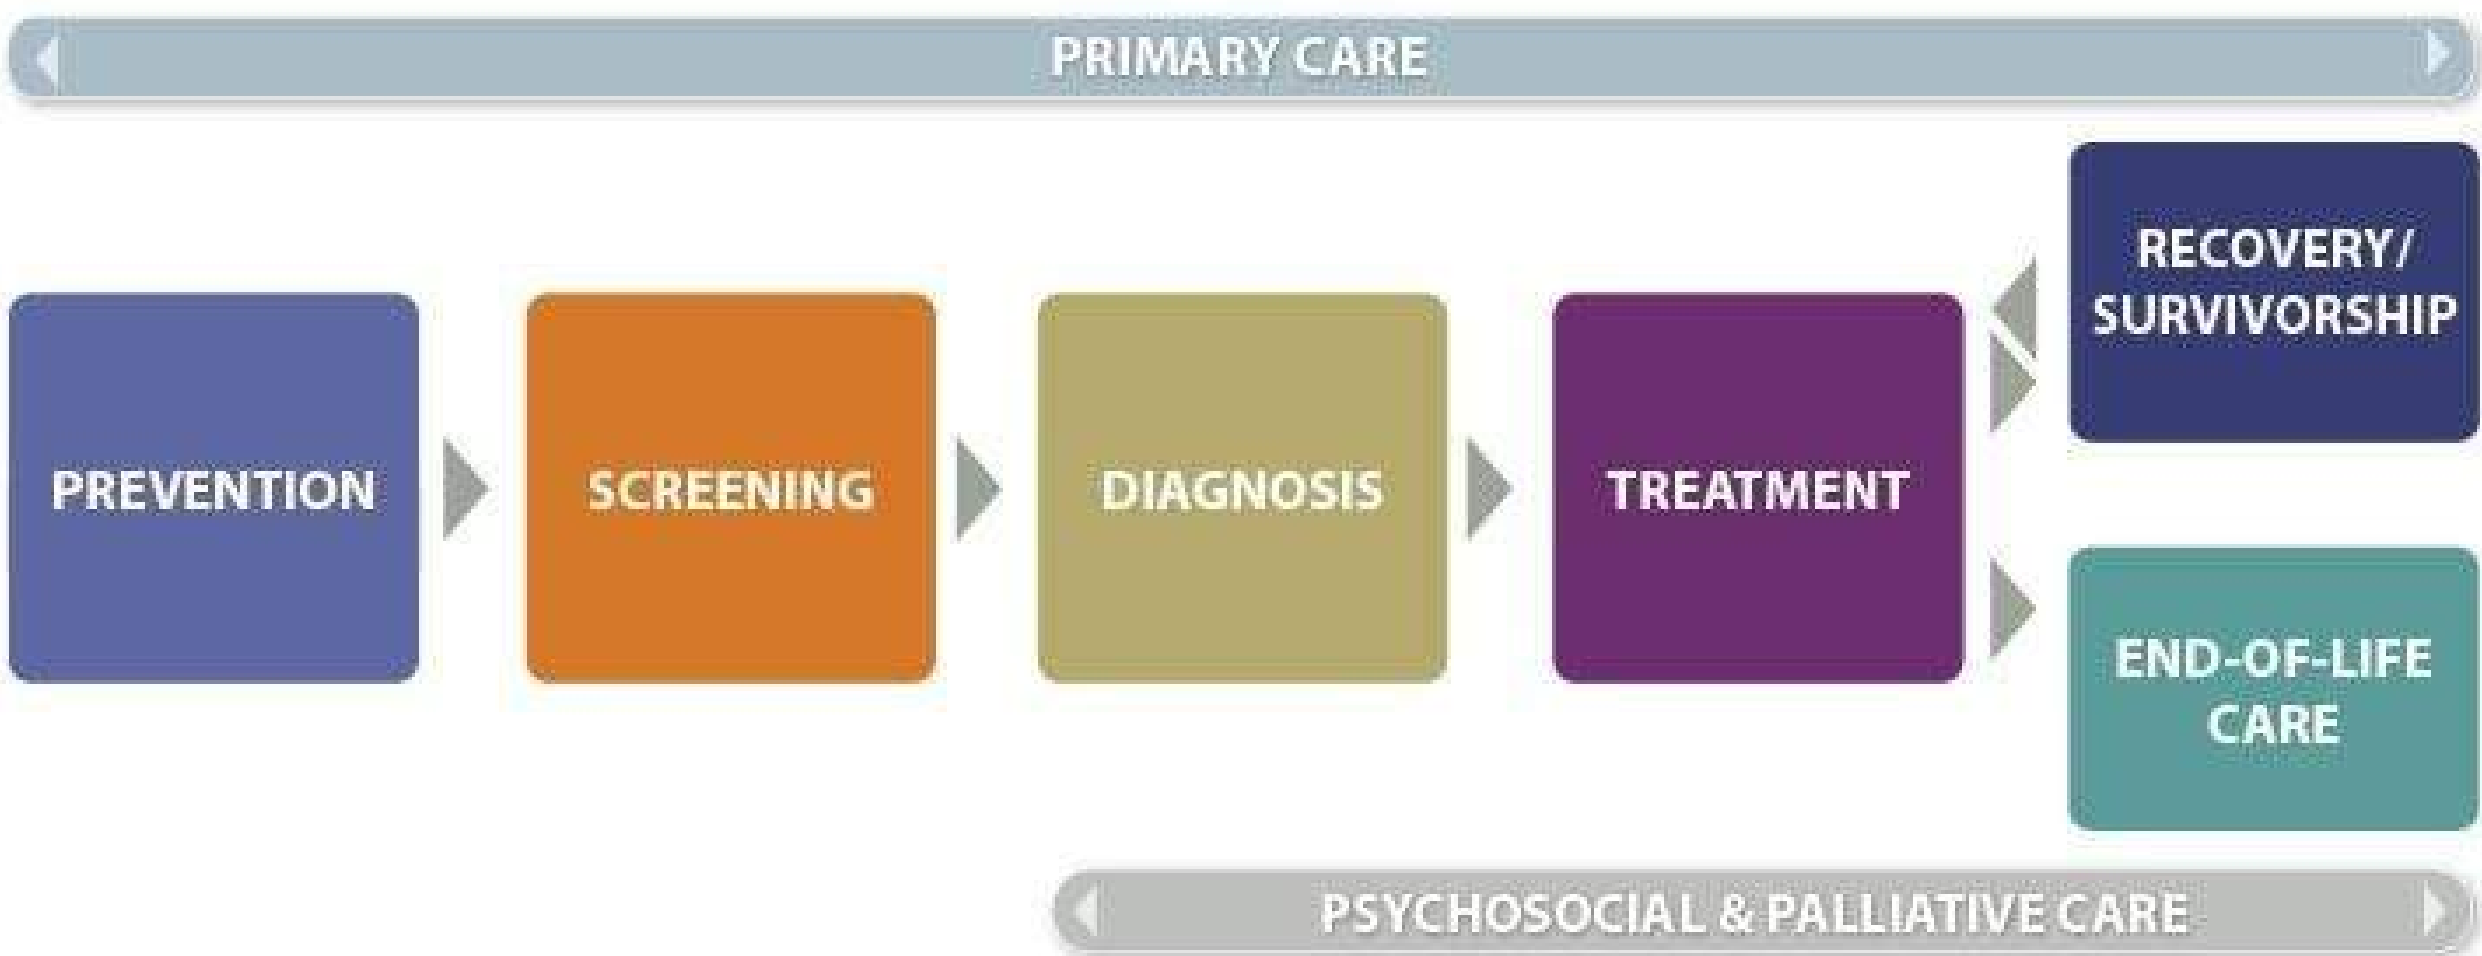 PRIMARY CARE
PREVENTION
SCREENING
DIAGNOSIS
TREATMENT
RECOVERY/
SURVIVORSHIP
END-OF-LIFE
CARE
PSYCHOSOCIAL & PALLIATIVE CARE